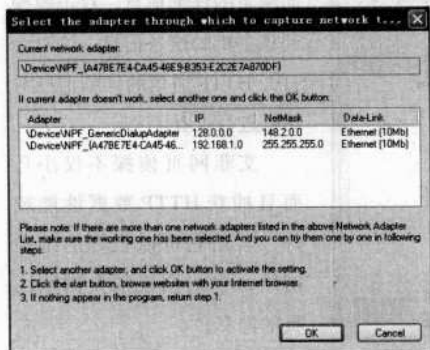 Select the adapter through which to capture network t...
Current network adapter:
\Device\NPF_{A47BE7E4-CA45-46E9-B353-E2C2E7AB70DF}
If current adapter doesn't work, select another one and click the OK button:
Adapter IP NetMask Data-Link
\Device\NPF_GenericDialupAdapter 128.0.0.0 148.2.0.0 Ethernet (10Mb)
\Device\NPF_{A47BE7E4-CA45-46... 192.168.1.0 255.255.255.0 Ethernet (10Mb)
Please note: If there are more than one network adapters listed in the above Network Adapter
List, make sure the working one has been selected. And you can try them one by one in following
steps.
1. Select another adapter, and click OK button to activate the setting.
2. Click the start button, browse websites with your Internet browser.
3. If nothing appear in the program, return step 1.
OK Cancel